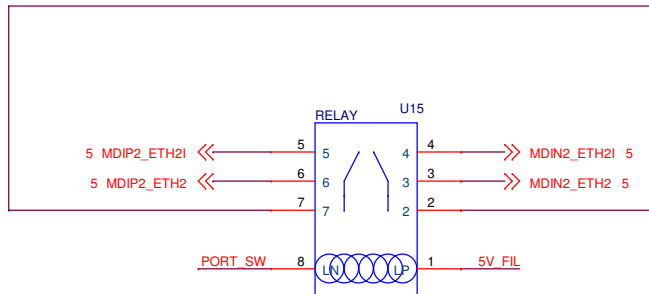 RELAY U15
5 MDIP2_ETH2I 5 5 4 4 MDIN2_ETH2I 5
5 MDIP2_ETH2 6 6 3 3 MDIN2_ETH2 5
7 7 2 2
PORT_SW 8 LN LP 1 5V_FIL